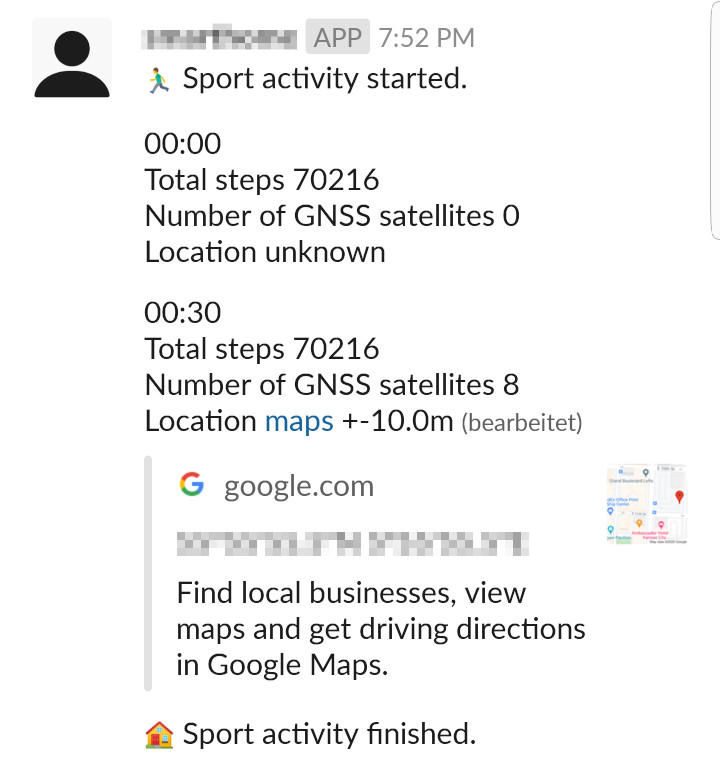 APP 7:52 PM
Sport activity started.
00:00
Total steps 70216
Number of GNSS satellites 0
Location unknown
00:30
Total steps 70216
Number of GNSS satellites 8
Location maps +-10.0m (bearbeitet)
google.com
Find local businesses, view
maps and get driving directions
in Google Maps.
Sport activity finished.